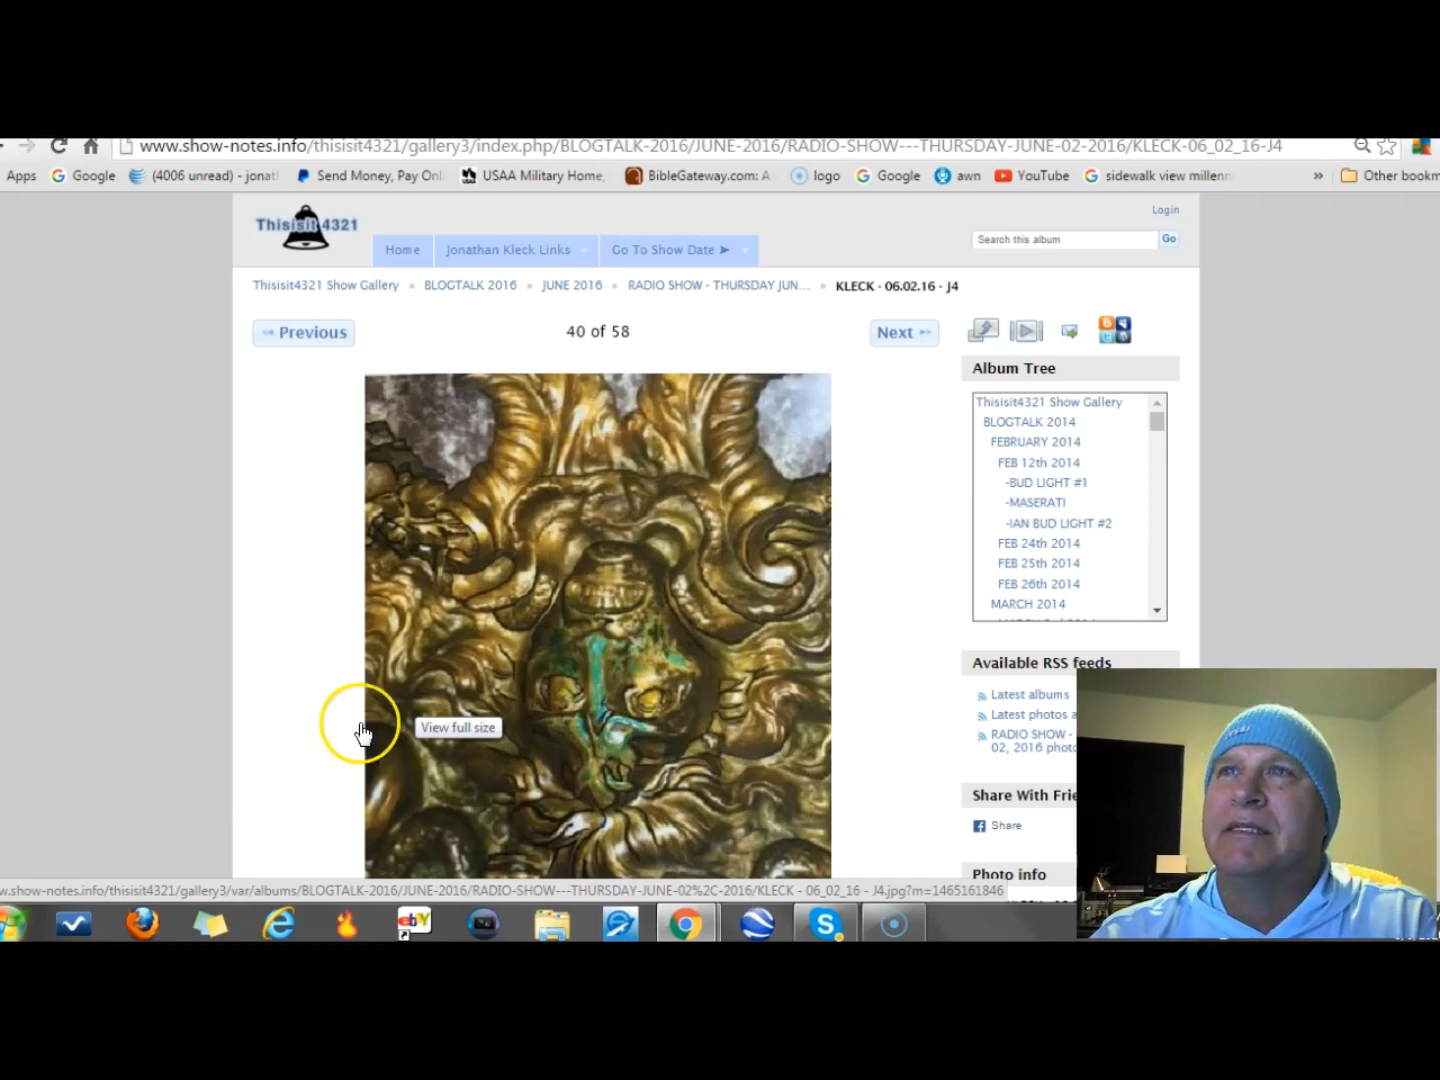 www.show-notes.info/thisisit4321/gallery3/index.php/BLOGTALK-2016/JUNE-2016/RADIO-SHOW---THURSDAY-JUNE-02-2016/KLECK-06_02_16-J4
Apps Google (4006 unread) - jonat Send Money, Pay Onl USAA Military Home, BibleGateway.com: A logo Google awn YouTube sidewalk view millenn » Other bookm
Thisisit 4321
Login
Home Jonathan Kleck Links Go To Show Date ➤
Search this album Go
Thisisit4321 Show Gallery » BLOGTALK 2016 » JUNE 2016 » RADIO SHOW - THURSDAY JUN... » KLECK - 06.02.16 - J4
Previous 40 of 58 Next
Album Tree
Thisisit4321 Show Gallery
BLOGTALK 2014
FEBRUARY 2014
FEB 12th 2014
-BUD LIGHT #1
-MASERATI
-IAN BUD LIGHT #2
FEB 24th 2014
FEB 25th 2014
FEB 26th 2014
MARCH 2014
Available RSS feeds
Latest albums
Latest photos a
RADIO SHOW -
02, 2016 photo
View full size
Share With Frie
Share
Photo info
w.show-notes.info/thisisit4321/gallery3/var/albums/BLOGTALK-2016/JUNE-2016/RADIO-SHOW---THURSDAY-JUNE-02%2C-2016/KLECK - 06_02_16 - J4.jpg?m=1465161846
ebY